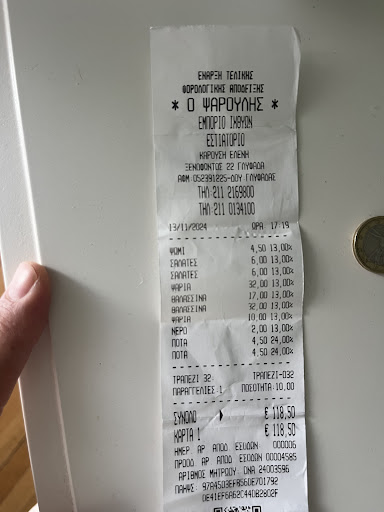 ΕΝΑΡΞΗ ΤΕΛΙΚΗΣ
ΦΟΡΟΛΟΓΙΚΗΣ ΑΠΟΔΕΙΞΗΣ
* Ο ΨΑΡΟΥΛΗΣ *
ΕΜΠΟΡΙΟ ΙΧΘΥΩΝ
ΕΣΤΙΑΤΟΡΙΟ
ΚΑΡΟΥΣΗ ΕΛΕΝΗ
ΞΕΝΟΦΩΝΤΟΣ 22 ΓΛΥΦΑΔΑ
ΑΦΜ:052391225-ΔΟΥ ΓΛΥΦΑΔΑΣ
ΤΗΛ:211 2169800
ΤΗΛ:211 0134100
13/11/2024 ΩΡΑ 17:19
ΨΩΜΙ 4,50 13,00%
ΣΑΛΑΤΕΣ 6,00 13,00%
ΣΑΛΑΤΕΣ 6,00 13,00%
ΨΑΡΙΑ 32,00 13,00%
ΘΑΛΑΣΣΙΝΑ 17,00 13,00%
ΘΑΛΑΣΣΙΝΑ 32,00 13,00%
ΨΑΡΙΑ 10,00 13,00%
ΝΕΡΟ 2,00 13,00%
ΠΟΤΑ 4,50 24,00%
ΠΟΤΑ 4,50 24,00%
ΤΡΑΠΕΖΙ 32 ΤΡΑΠΕΖΙ-032
ΠΑΡΑΓΓΕΛΙΕΣ 1 ΠΟΣΟΤΗΤΑ 10,00
ΣΥΝΟΛΟ € 118,50
ΚΑΡΤΑ 1 € 118,50
ΗΜΕΡ. ΑΡ. ΑΠΟΔ. ΕΣΟΔΩΝ 000006
ΠΡΟΟΔ. ΑΡ. ΑΠΟΔ. ΕΣΟΔΩΝ 00004585
ΑΡΙΘΜΟΣ ΜΗΤΡΩΟΥ: DNA 24003596